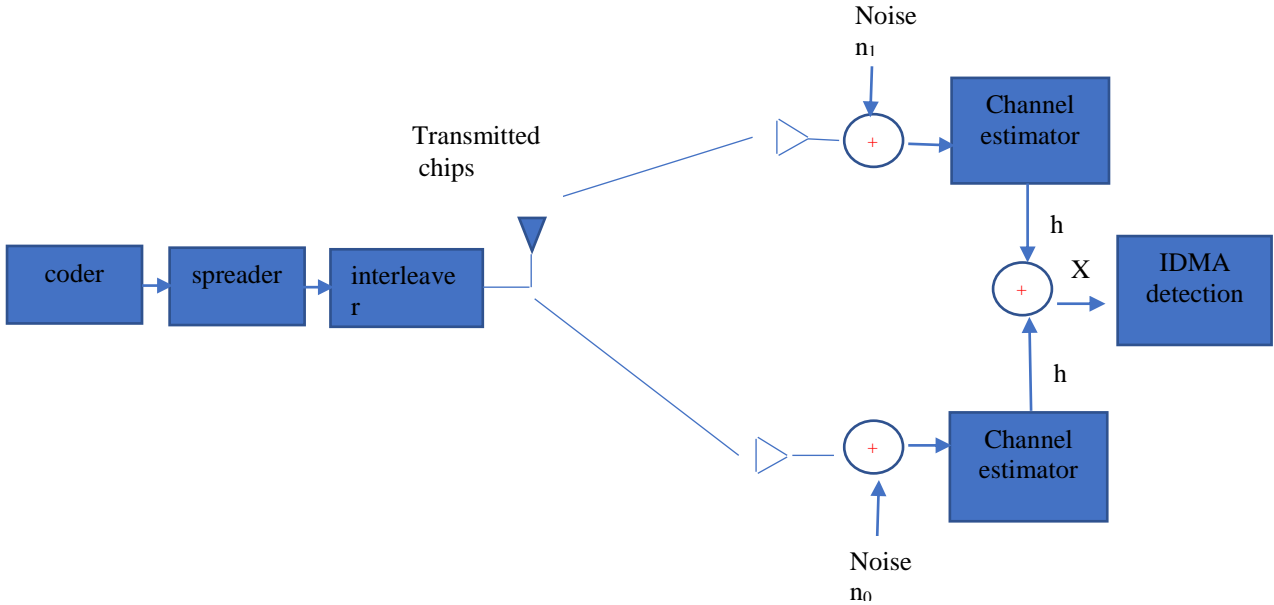 Noise
n₁
Channel
estimator
Transmitted
chips
+
h
coder
spreader
interleave
r
+
X
IDMA
detection
h
+
Channel
estimator
Noise
n₀